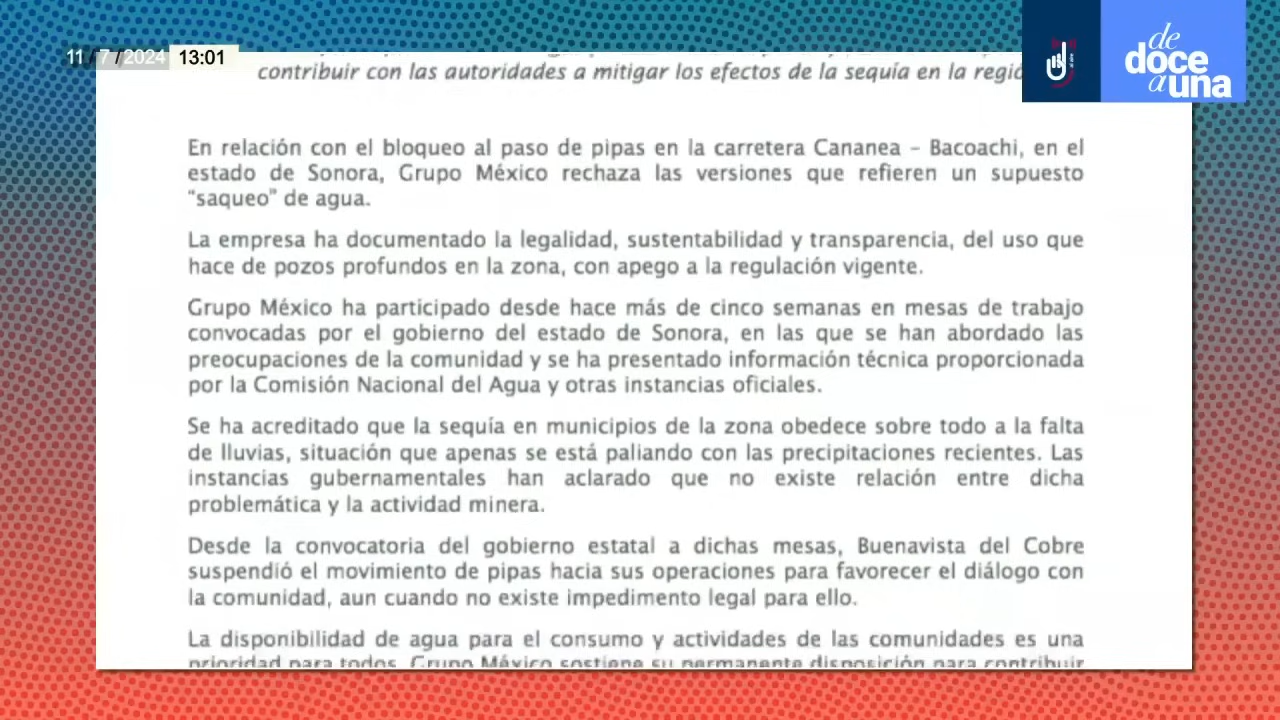 11/7/2024 13:01
de
doce
a una
contribuir con las autoridades a mitigar los efectos de la sequía en la regió
En relación con el bloqueo al paso de pipas en la carretera Cananea – Bacoachi, en el
estado de Sonora, Grupo México rechaza las versiones que refieren un supuesto
“saqueo” de agua.
La empresa ha documentado la legalidad, sustentabilidad y transparencia, del uso que
hace de pozos profundos en la zona, con apego a la regulación vigente.
Grupo México ha participado desde hace más de cinco semanas en mesas de trabajo
convocadas por el gobierno del estado de Sonora, en las que se han abordado las
preocupaciones de la comunidad y se ha presentado información técnica proporcionada
por la Comisión Nacional del Agua y otras instancias oficiales.
Se ha acreditado que la sequía en municipios de la zona obedece sobre todo a la falta
de lluvias, situación que apenas se está paliando con las precipitaciones recientes. Las
instancias gubernamentales han aclarado que no existe relación entre dicha
problemática y la actividad minera.
Desde la convocatoria del gobierno estatal a dichas mesas, Buenavista del Cobre
suspendió el movimiento de pipas hacia sus operaciones para favorecer el diálogo con
la comunidad, aun cuando no existe impedimento legal para ello.
La disponibilidad de agua para el consumo y actividades de las comunidades es una
prioridad para todos. Grupo México sostiene su permanente disposición para contribuir